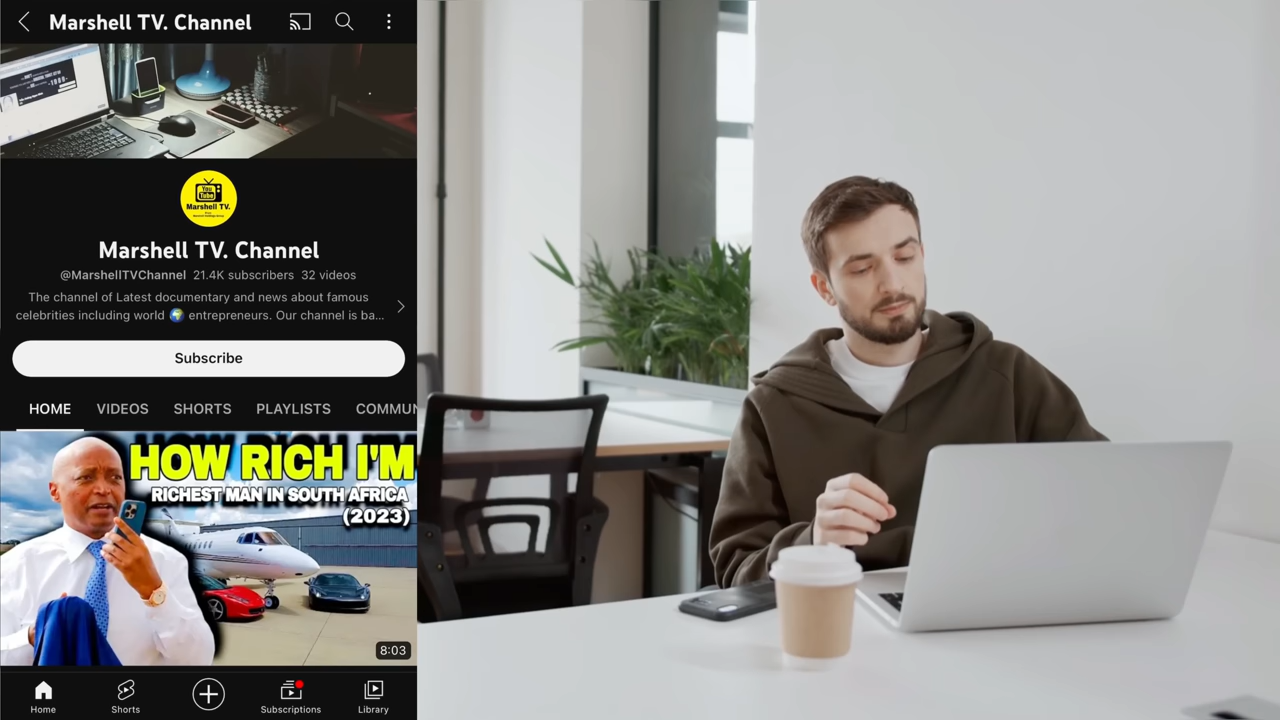 Marshell TV. Channel
You
Tube
Marshell TV.
Marshell TV. Channel
@MarshellTVChannel 21.4K subscribers 32 videos
The channel of Latest documentary and news about famous
celebrities including world 🌍 entrepreneurs. Our channel is ba...
Subscribe
HOME VIDEOS SHORTS PLAYLISTS COMMUN
HOW RICH I'M
RICHEST MAN IN SOUTH AFRICA
(2023)
8:03
Home Shorts Subscriptions Library